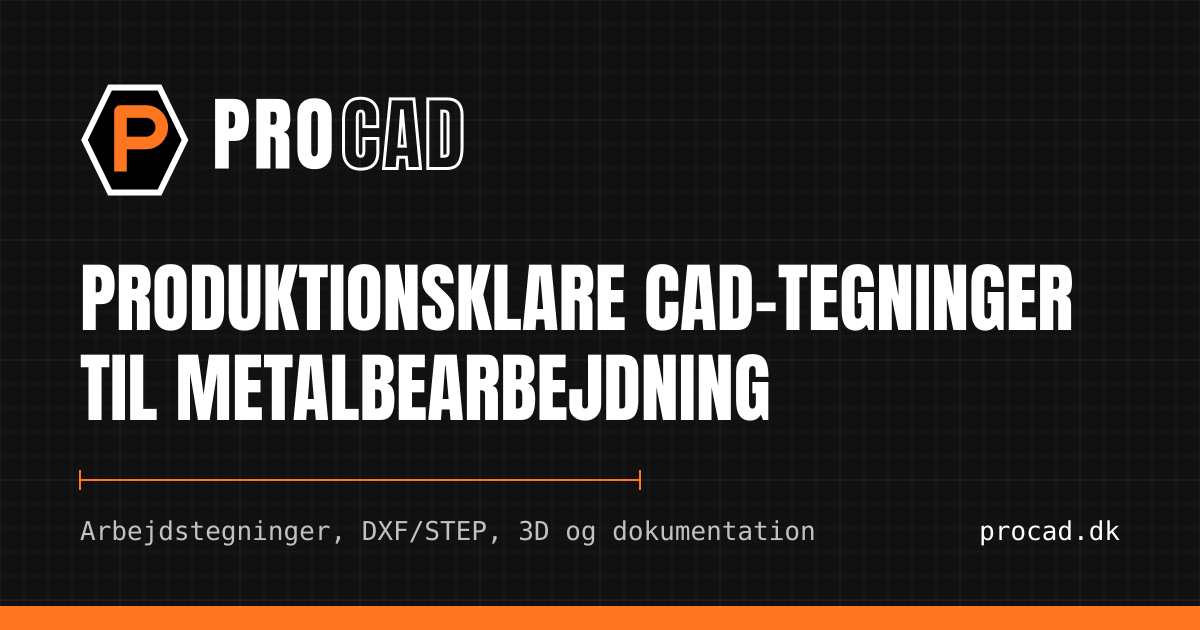 P PROCAD
PRODUKTIONSKLARE CAD-TEGNINGER
TIL METALBEARBEJDNING
Arbejdstegninger, DXF/STEP, 3D og dokumentation
procad.dk